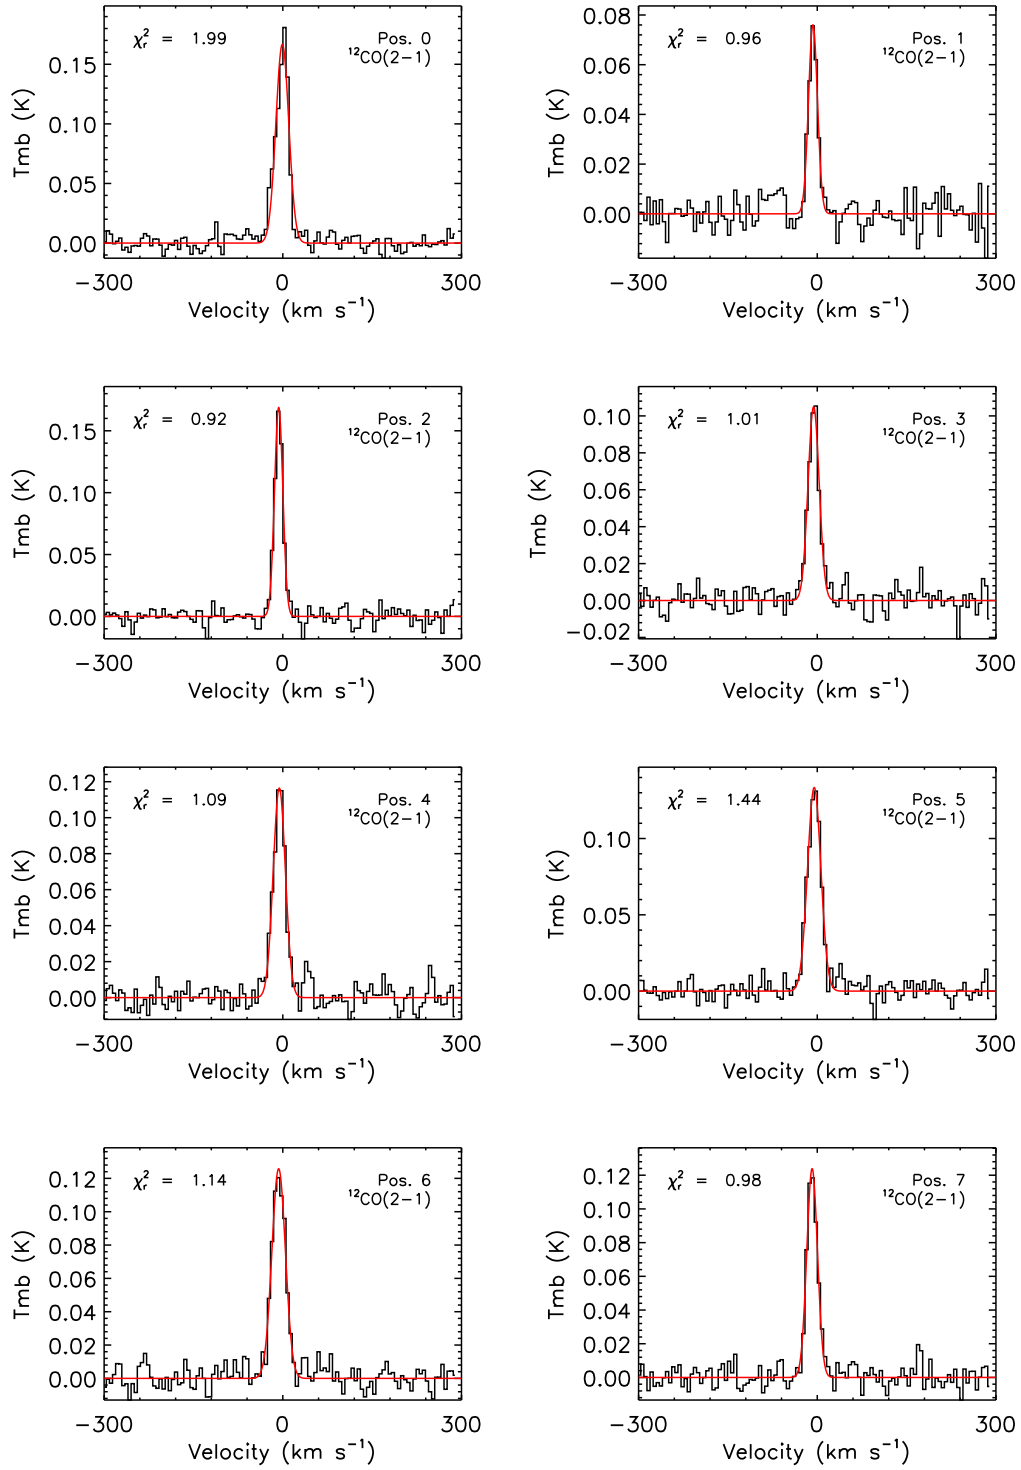 χ²ᵣ = 1.99 Pos. 0
¹²CO(2−1)
0.15
0.10
0.05
0.00
Tmb (K)
−300 0 300
Velocity (km s⁻¹)
χ²ᵣ = 0.96 Pos. 1
¹²CO(2−1)
0.08
0.06
0.04
0.02
0.00
Tmb (K)
−300 0 300
Velocity (km s⁻¹)
χ²ᵣ = 0.92 Pos. 2
¹²CO(2−1)
0.15
0.10
0.05
0.00
Tmb (K)
−300 0 300
Velocity (km s⁻¹)
χ²ᵣ = 1.01 Pos. 3
¹²CO(2−1)
0.10
0.08
0.06
0.04
0.02
0.00
−0.02
Tmb (K)
−300 0 300
Velocity (km s⁻¹)
χ²ᵣ = 1.09 Pos. 4
¹²CO(2−1)
0.12
0.10
0.08
0.06
0.04
0.02
0.00
Tmb (K)
−300 0 300
Velocity (km s⁻¹)
χ²ᵣ = 1.44 Pos. 5
¹²CO(2−1)
0.10
0.05
0.00
Tmb (K)
−300 0 300
Velocity (km s⁻¹)
χ²ᵣ = 1.14 Pos. 6
¹²CO(2−1)
0.12
0.10
0.08
0.06
0.04
0.02
0.00
Tmb (K)
−300 0 300
Velocity (km s⁻¹)
χ²ᵣ = 0.98 Pos. 7
¹²CO(2−1)
0.12
0.10
0.08
0.06
0.04
0.02
0.00
Tmb (K)
−300 0 300
Velocity (km s⁻¹)